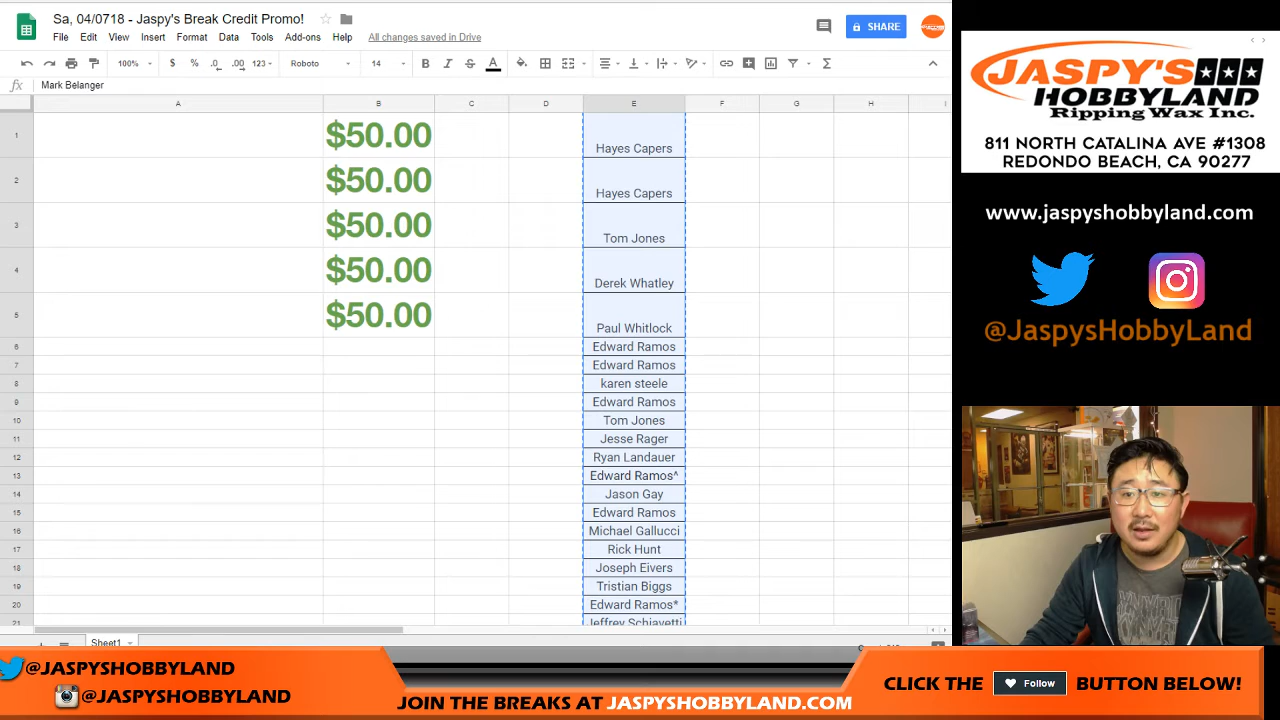 Sa, 04/0718 - Jaspy's Break Credit Promo!
File Edit View Insert Format Data Tools Add-ons Help All changes saved in Drive
SHARE
100% $ % .0 .00 123 Roboto 14 B I S A
fx Mark Belanger
A B C D E F G H I
1 $50.00 Hayes Capers
2 $50.00 Hayes Capers
3 $50.00 Tom Jones
4 $50.00 Derek Whatley
5 $50.00 Paul Whitlock
6 Edward Ramos
7 Edward Ramos
8 karen steele
9 Edward Ramos
10 Tom Jones
11 Jesse Rager
12 Ryan Landauer
13 Edward Ramos^
14 Jason Gay
15 Edward Ramos
16 Michael Gallucci
17 Rick Hunt
18 Joseph Eivers
19 Tristian Biggs
20 Edward Ramos*
21 Jeffrey Schiavetti
Sheet1
JASPY'S
HOBBYLAND
Ripping Wax Inc.
811 NORTH CATALINA AVE #1308
REDONDO BEACH, CA 90277
www.jaspyshobbyland.com
@JaspysHobbyLand
@JASPYSHOBBYLAND
@JASPYSHOBBYLAND
JOIN THE BREAKS AT JASPYSHOBBYLAND.COM
CLICK THE Follow BUTTON BELOW!